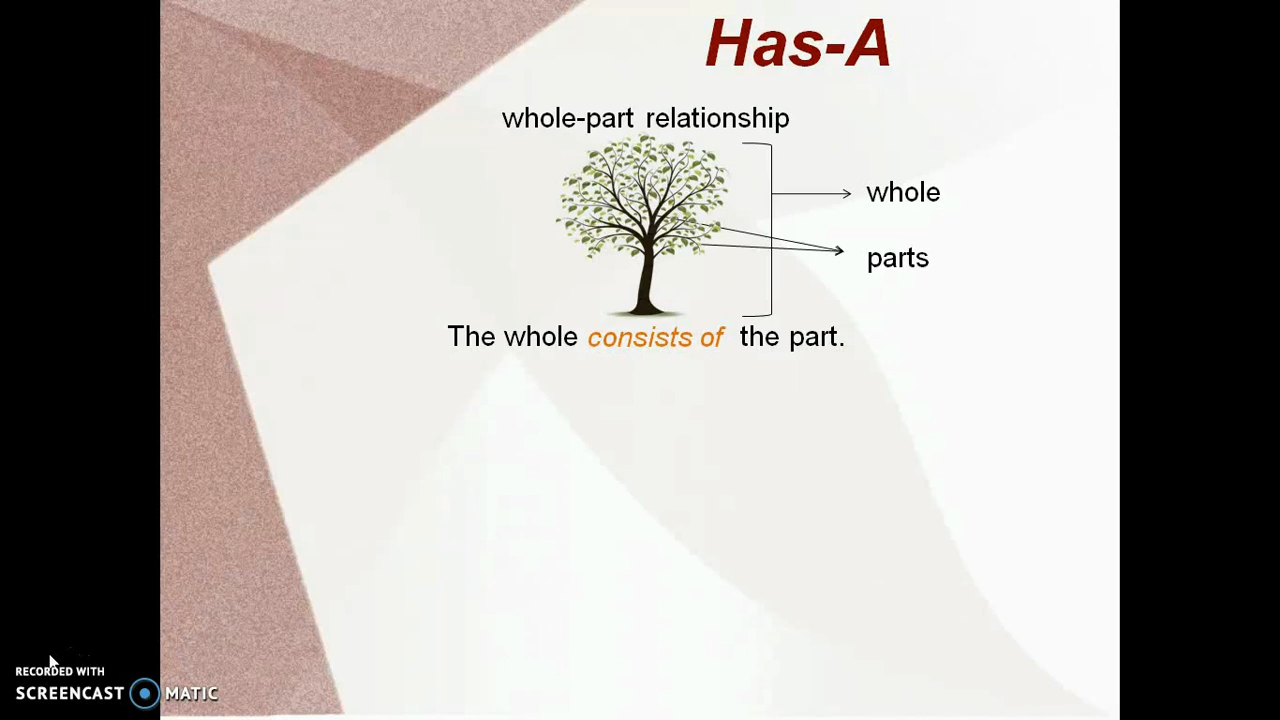 Has-A
whole-part relationship
whole
parts
The whole consists of the part.
RECORDED WITH
SCREENCAST MATIC